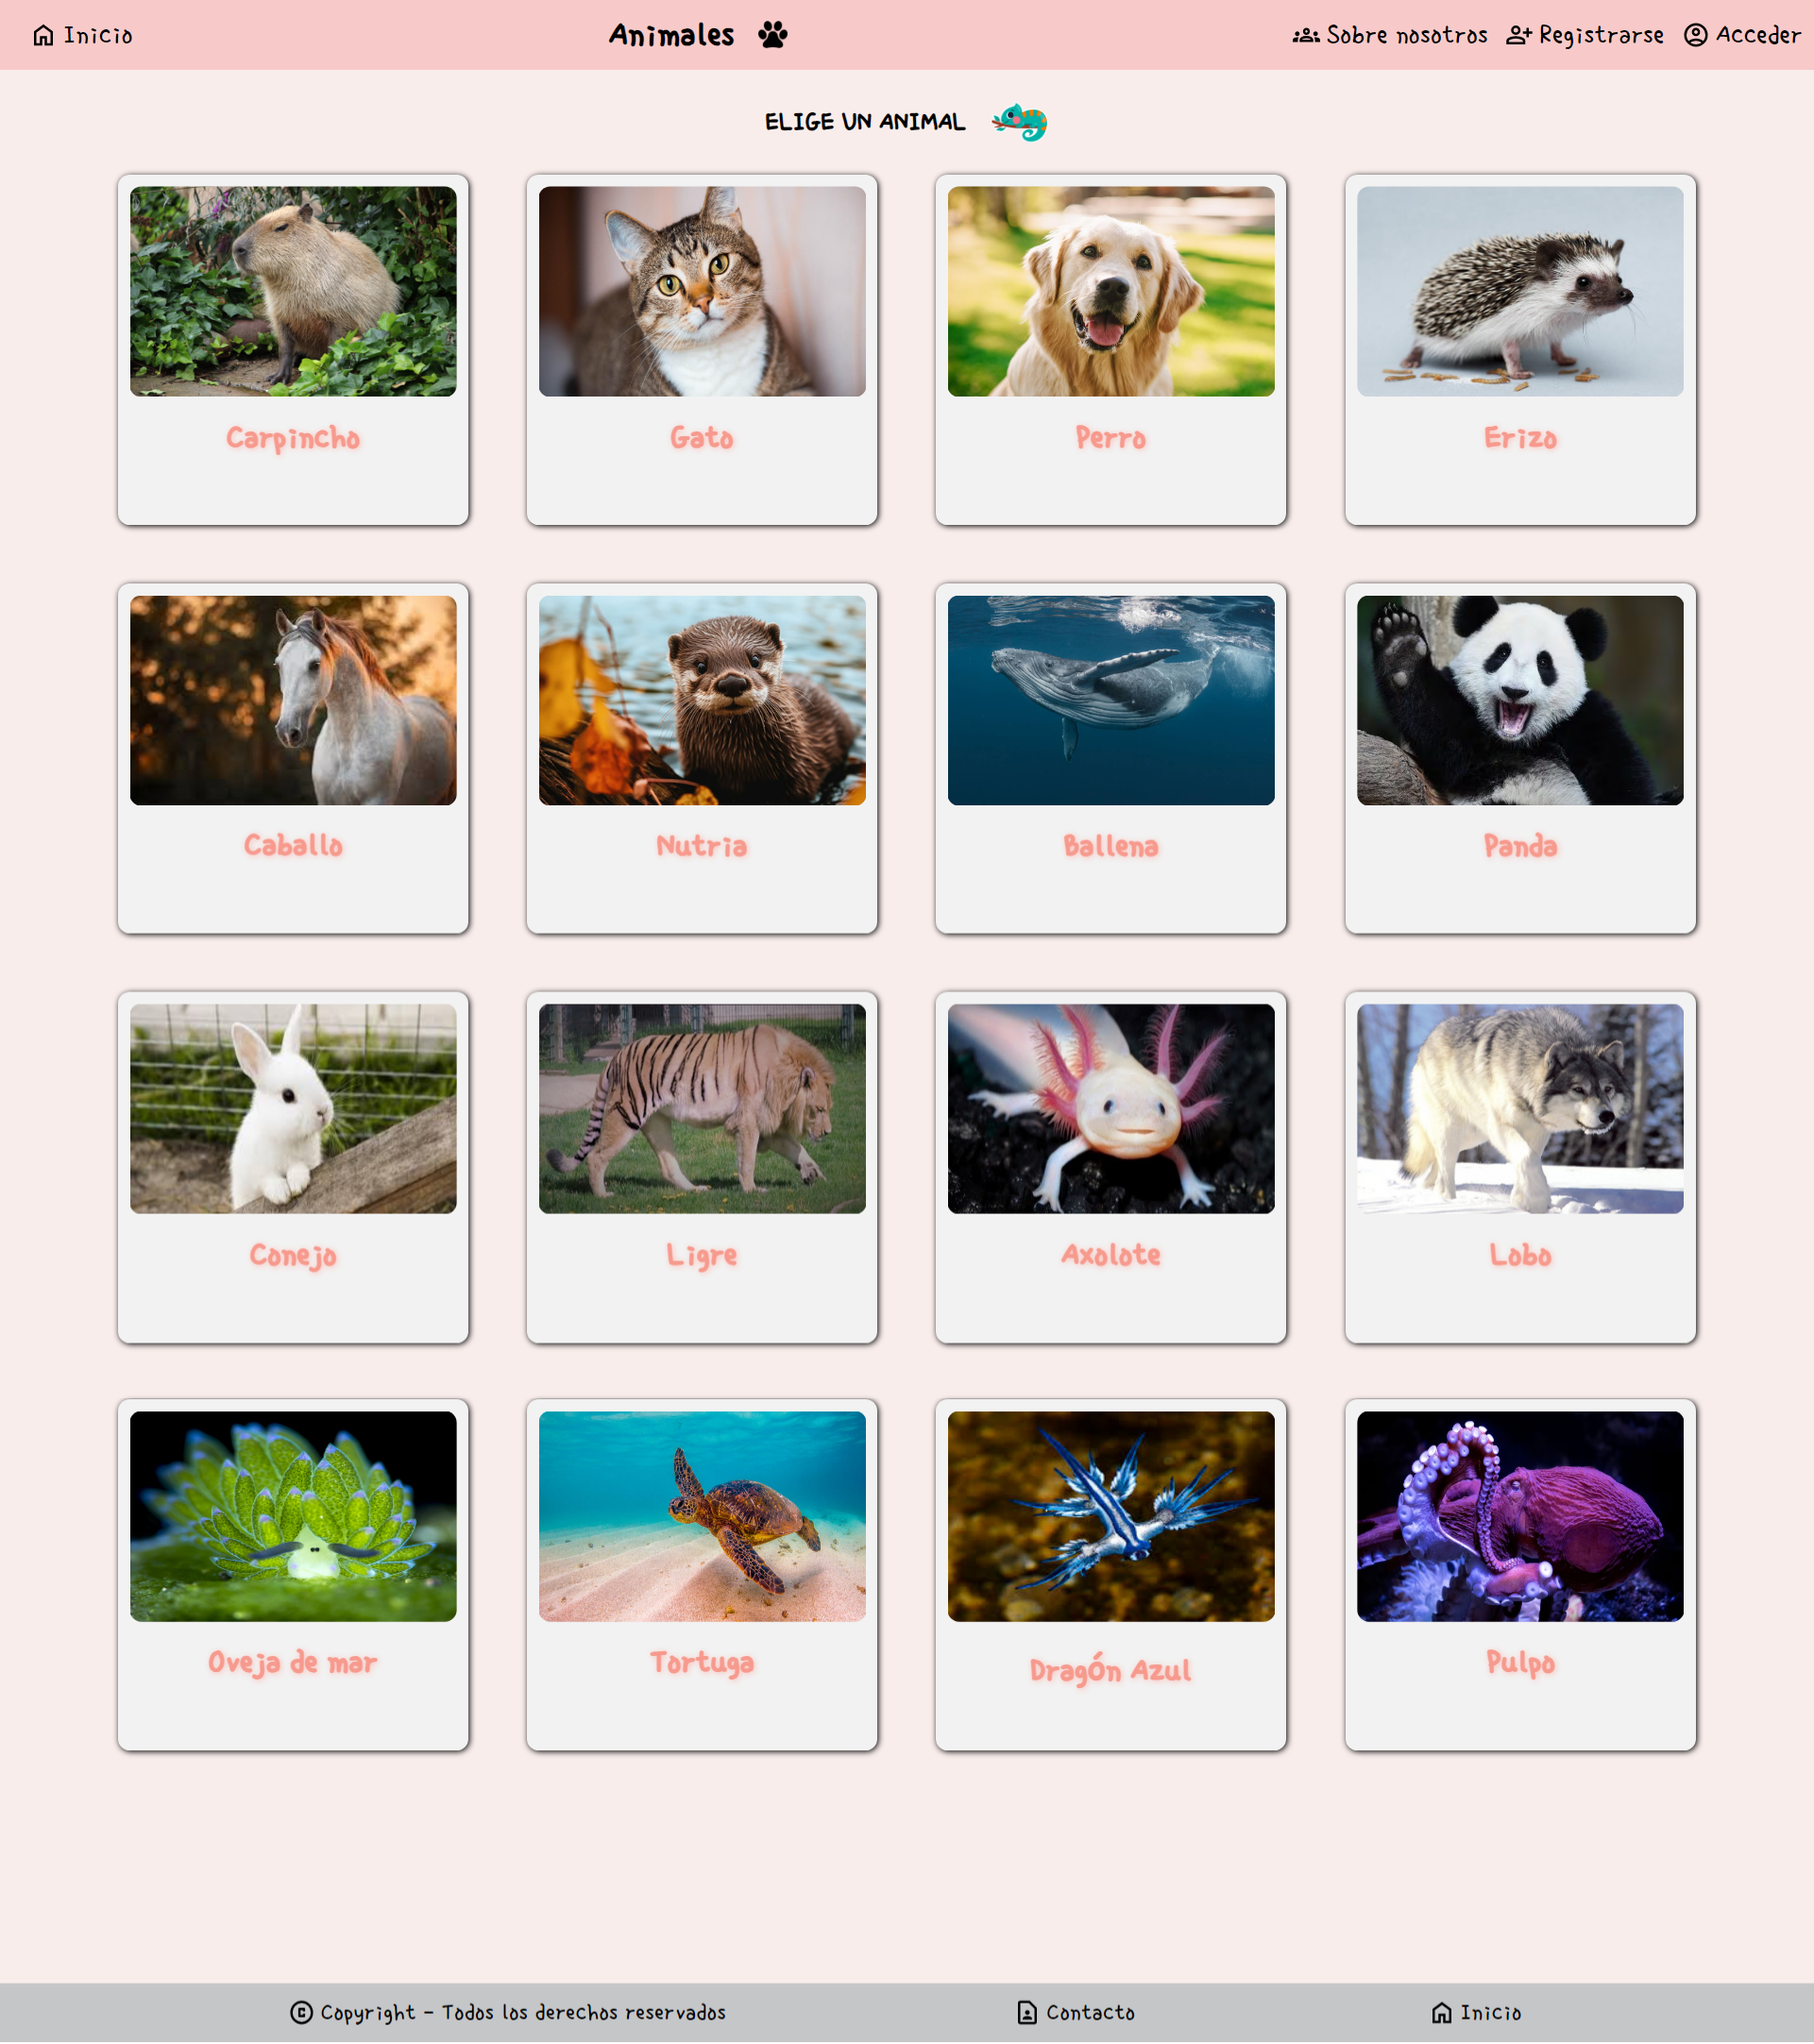 Inicio
Animales
Sobre nosotros
Registrarse
Acceder
ELIGE UN ANIMAL
Carpincho
Gato
Perro
Erizo
Caballo
Nutria
Ballena
Panda
Conejo
Ligre
Axolote
Lobo
Oveja de mar
Tortuga
Dragón Azul
Pulpo
© Copyright - Todos los derechos reservados
Contacto
Inicio